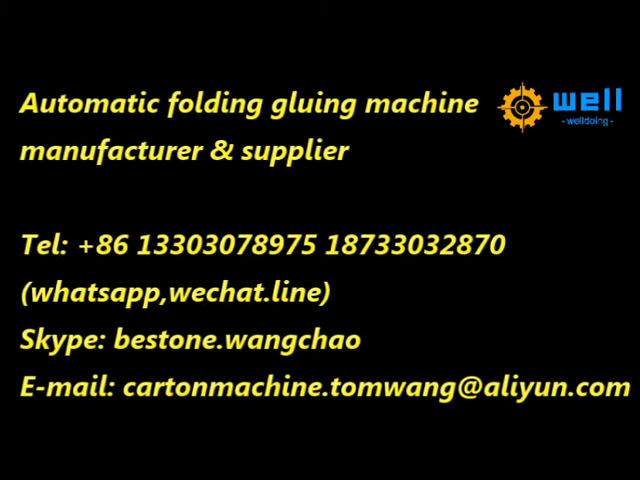 Automatic folding gluing machine
manufacturer & supplier
well
- welldoing -
Tel: +86 13303078975 18733032870
(whatsapp,wechat.line)
Skype: bestone.wangchao
E-mail: cartonmachine.tomwang@aliyun.com